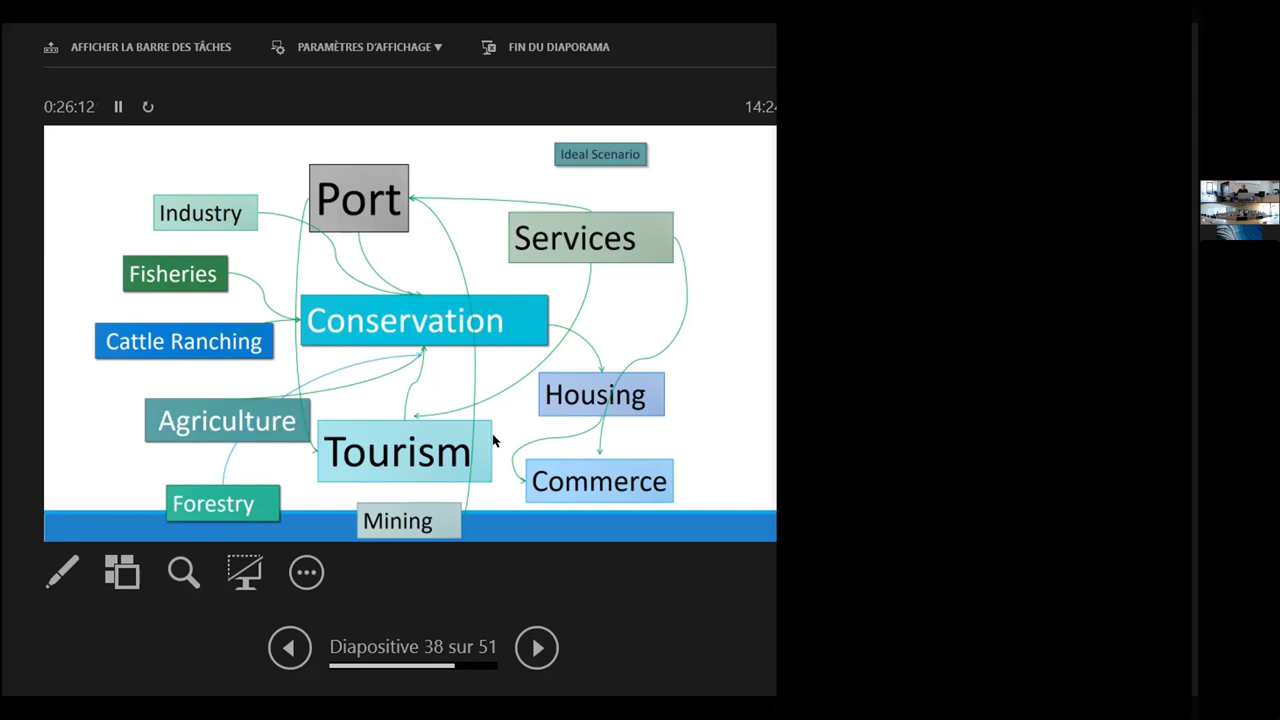 AFFICHER LA BARRE DES TÂCHES
PARAMÈTRES D'AFFICHAGE ▼
FIN DU DIAPORAMA
0:26:12
14:24
Ideal Scenario
Port
Industry
Services
Fisheries
Conservation
Cattle Ranching
Housing
Agriculture
Tourism
Commerce
Forestry
Mining
Diapositive 38 sur 51